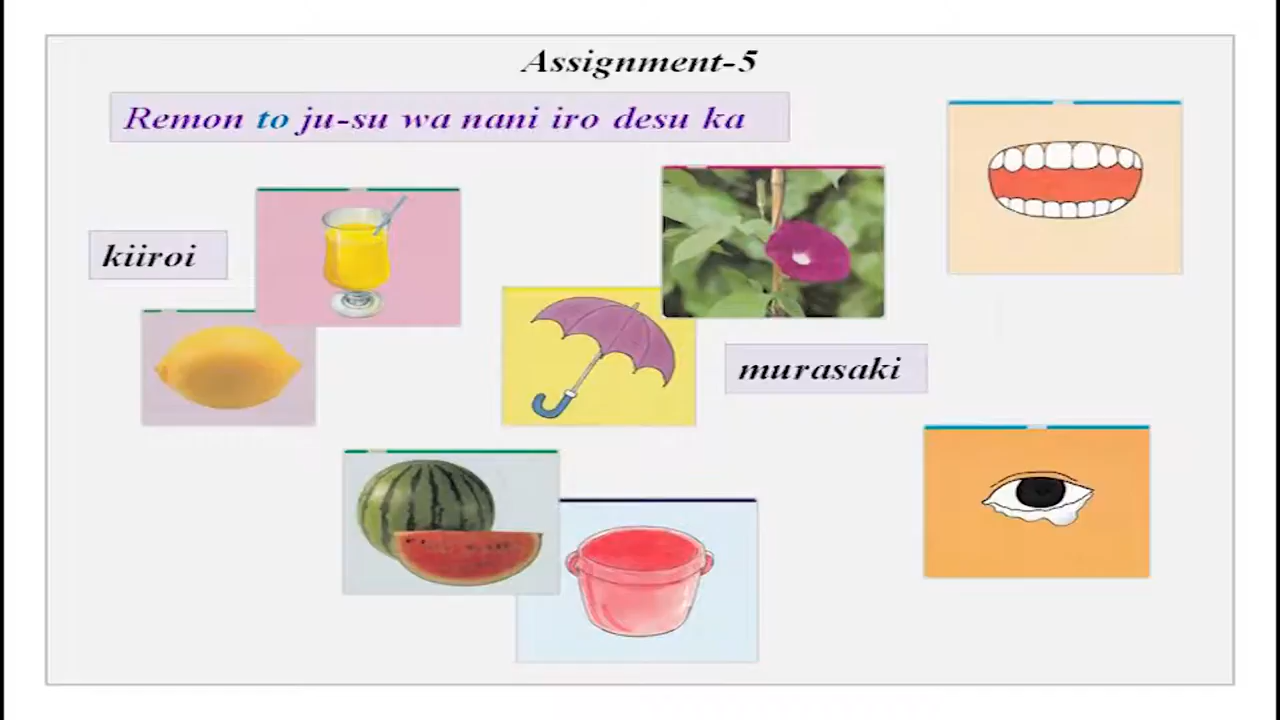 Assignment-5
Remon to ju-su wa nani iro desu ka
kiiroi
murasaki